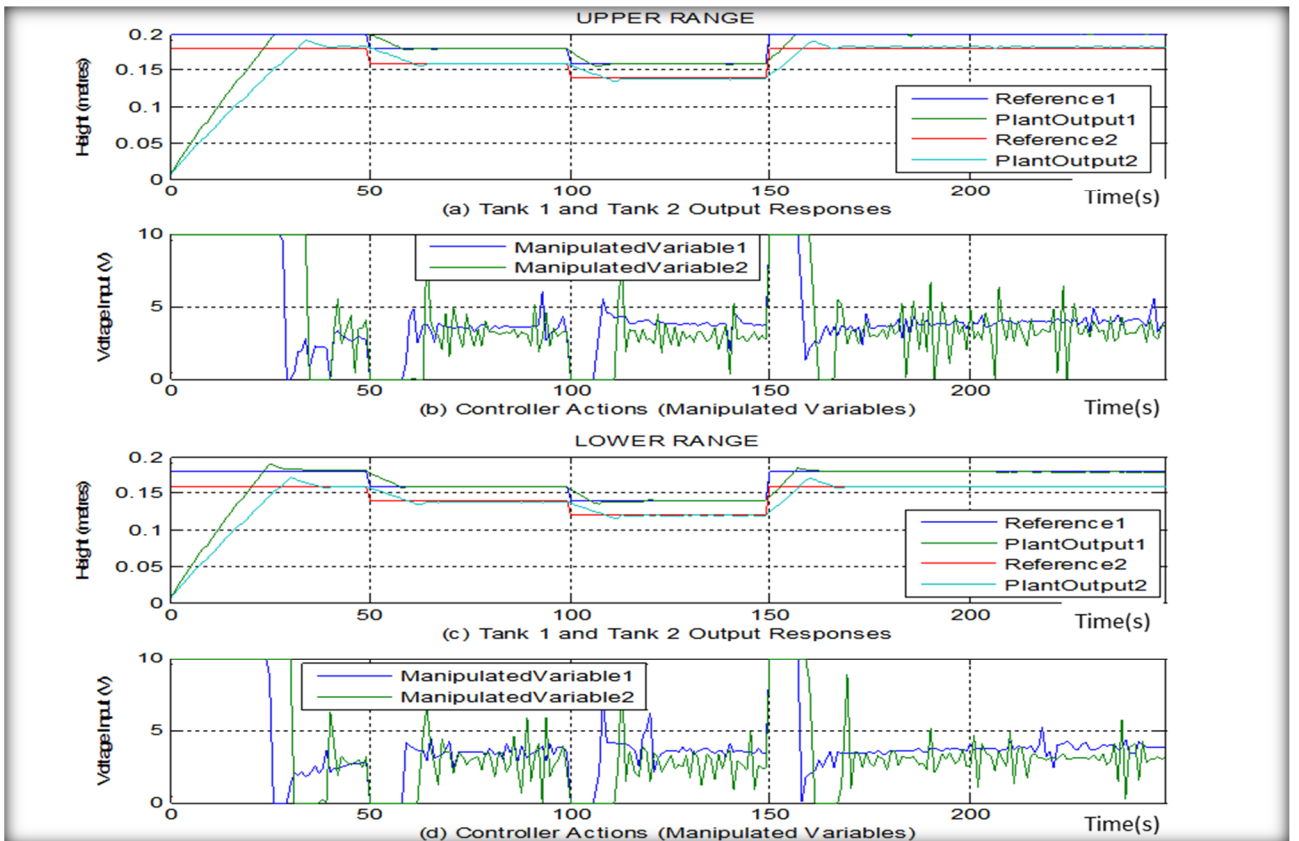 UPPER RANGE
0.2
0.15
0.1
0.05
0
Height (metres)
Reference1
PlantOutput1
Reference2
PlantOutput2
0 50 100 150 200 Time(s)
(a) Tank 1 and Tank 2 Output Responses
10
5
0
Voltage Input (V)
ManipulatedVariable1
ManipulatedVariable2
0 50 100 150 200 Time(s)
(b) Controller Actions (Manipulated Variables)
LOWER RANGE
0.2
0.15
0.1
0.05
0
Height (metres)
Reference1
PlantOutput1
Reference2
PlantOutput2
0 50 100 150 200 Time(s)
(c) Tank 1 and Tank 2 Output Responses
10
5
0
Voltage Input (V)
ManipulatedVariable1
ManipulatedVariable2
0 50 100 150 200 Time(s)
(d) Controller Actions (Manipulated Variables)